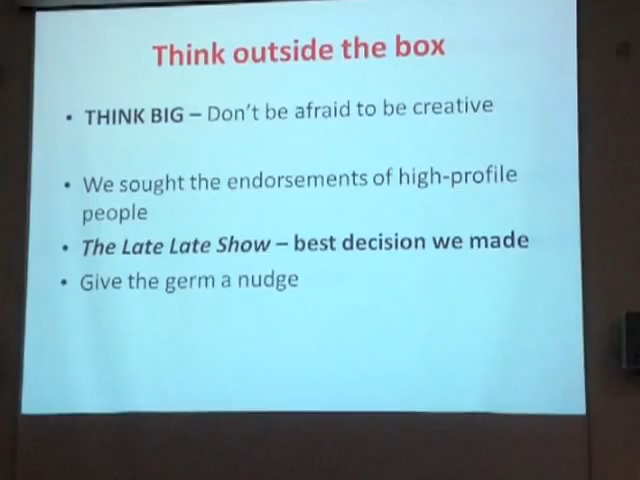 Think outside the box
• THINK BIG – Don't be afraid to be creative
• We sought the endorsements of high-profile
people
• The Late Late Show – best decision we made
• Give the germ a nudge